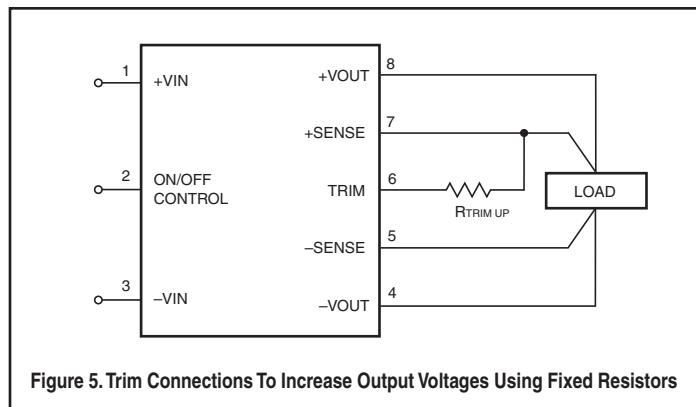 1
+VIN
2
ON/OFF
CONTROL
3
–VIN
+VOUT
8
+SENSE
7
TRIM
6
RTRIM UP
–SENSE
5
–VOUT
4
LOAD
Figure 5. Trim Connections To Increase Output Voltages Using Fixed Resistors